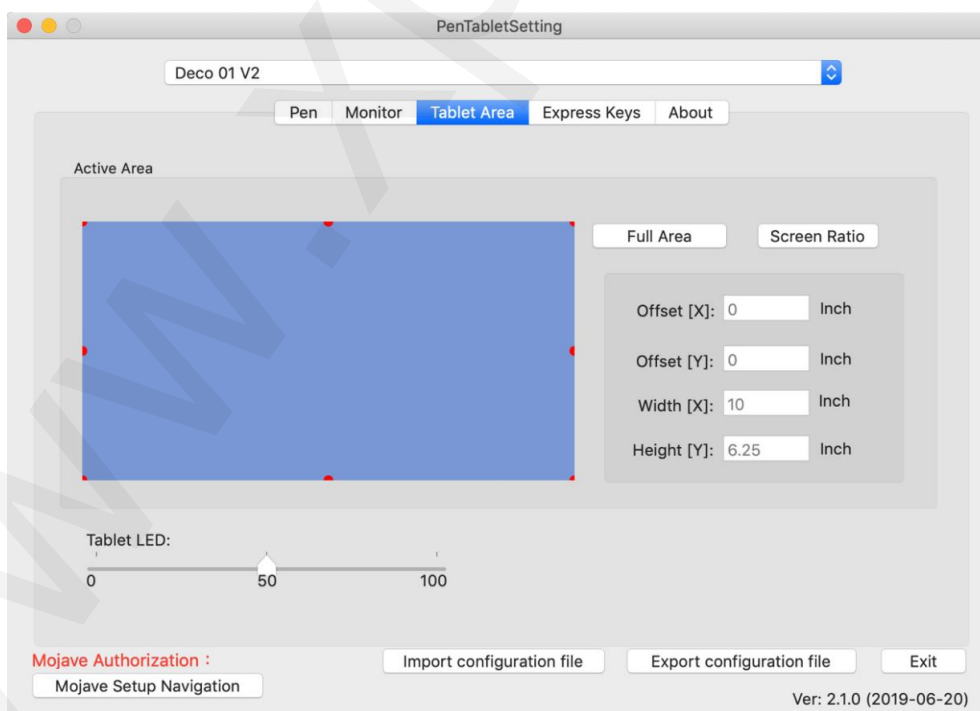 PenTabletSetting
Deco 01 V2
Pen Monitor Tablet Area Express Keys About
Active Area
Full Area Screen Ratio
Offset [X]: 0 Inch
Offset [Y]: 0 Inch
Width [X]: 10 Inch
Height [Y]: 6.25 Inch
Tablet LED:
0 50 100
Mojave Authorization :
Import configuration file Export configuration file Exit
Mojave Setup Navigation
Ver: 2.1.0 (2019-06-20)